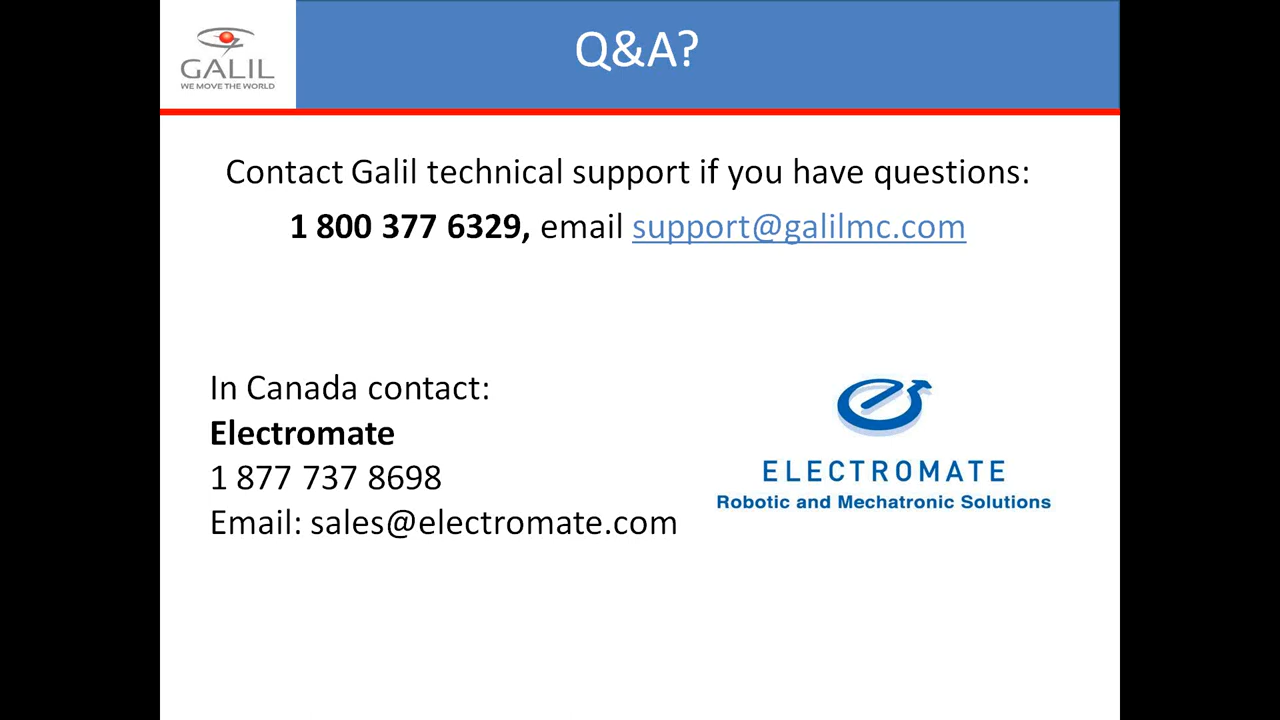 GALIL
WE MOVE THE WORLD
Q&A?
Contact Galil technical support if you have questions:
1 800 377 6329, email support@galilmc.com
In Canada contact:
Electromate
1 877 737 8698
Email: sales@electromate.com
ELECTROMATE
Robotic and Mechatronic Solutions